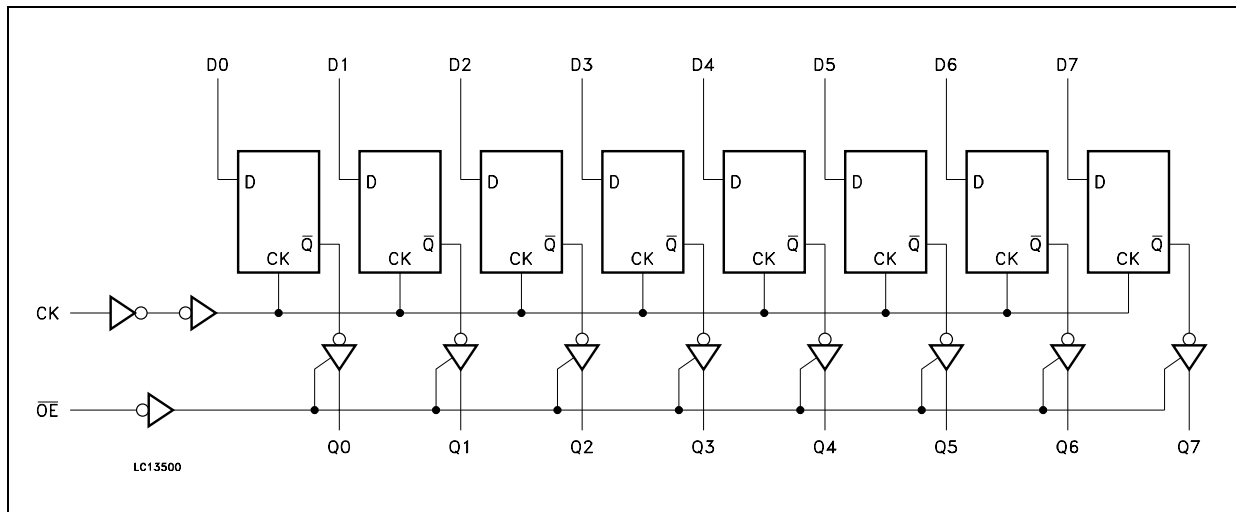 D0 D1 D2 D3 D4 D5 D6 D7
D D D D D D D D
Q̅ Q̅ Q̅ Q̅ Q̅ Q̅ Q̅ Q̅
CK CK CK CK CK CK CK CK
CK
O̅E̅
Q0 Q1 Q2 Q3 Q4 Q5 Q6 Q7
LC13500